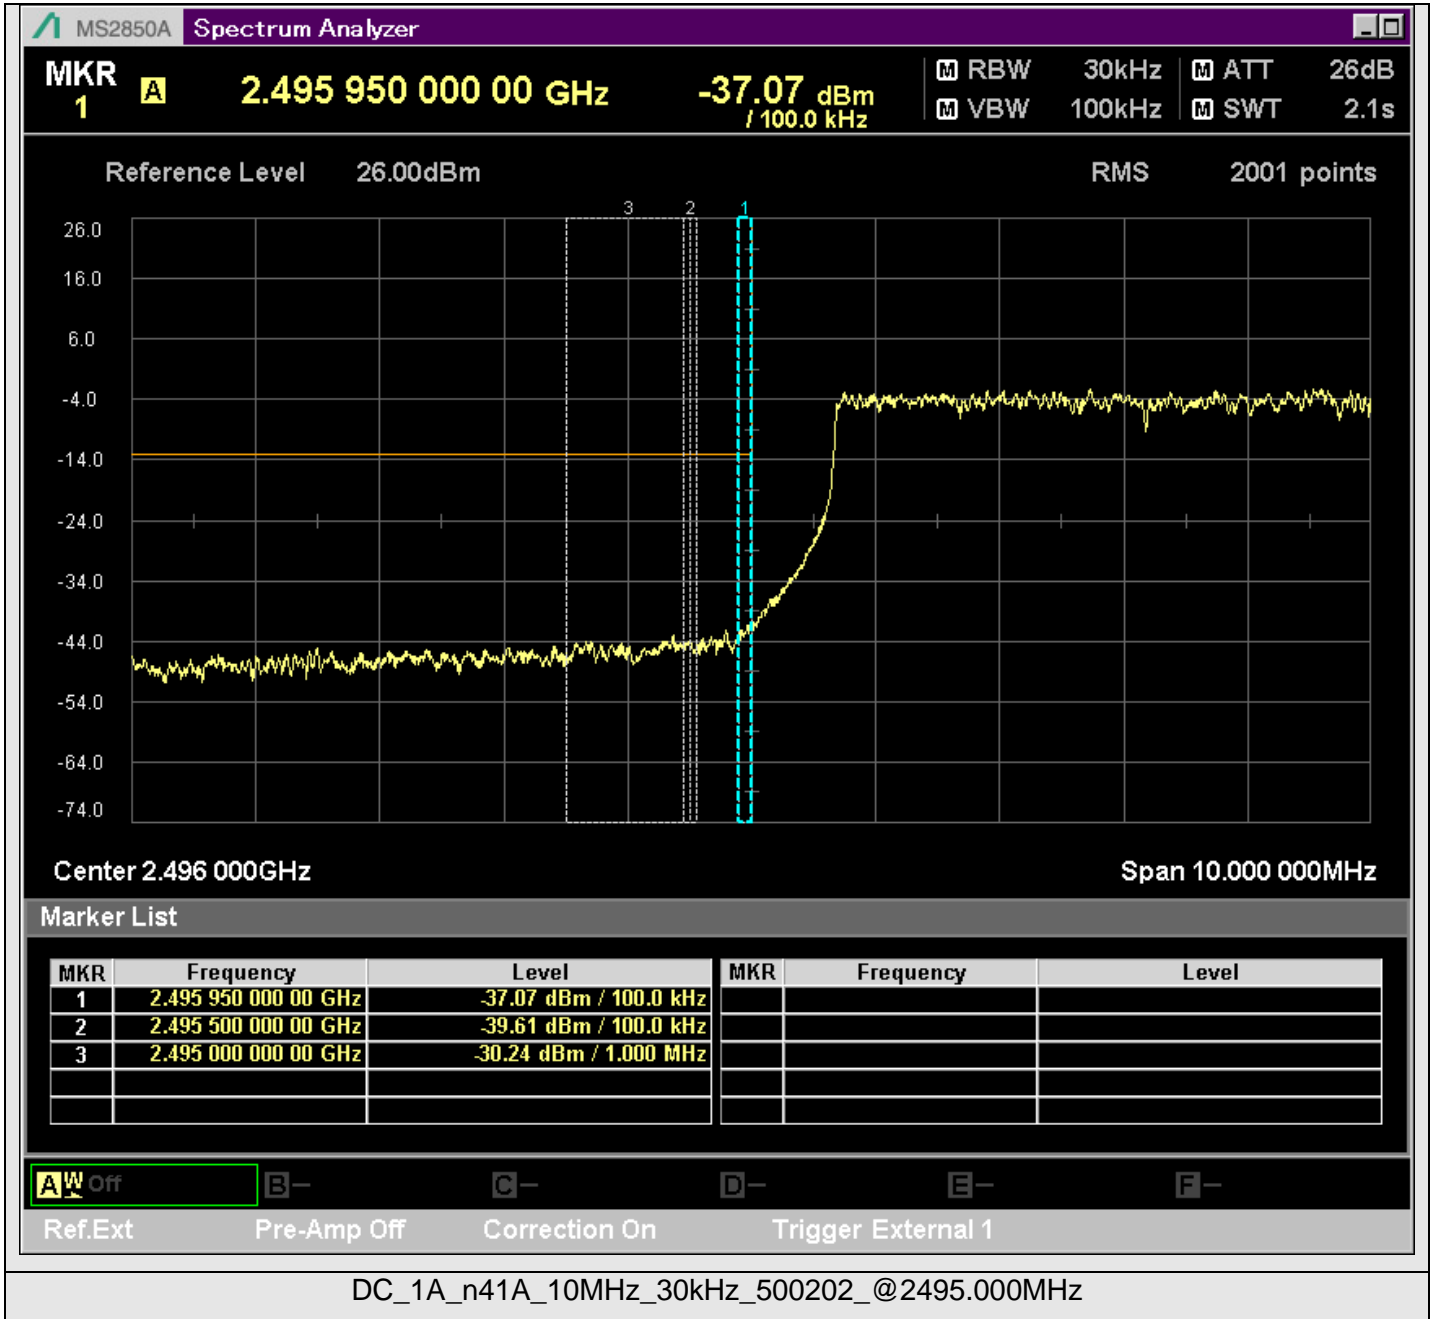 MS2850A Spectrum Analyzer
MKR 1 A 2.495 950 000 00 GHz -37.07 dBm / 100.0 kHz
M RBW 30kHz M ATT 26dB
M VBW 100kHz M SWT 2.1s
Reference Level 26.00dBm RMS 2001 points
3 2 1
26.0
16.0
6.0
-4.0
-14.0
-24.0
-34.0
-44.0
-54.0
-64.0
-74.0
Center 2.496 000GHz Span 10.000 000MHz
Marker List
MKR Frequency Level MKR Frequency Level
1 2.495 950 000 00 GHz -37.07 dBm / 100.0 kHz
2 2.495 500 000 00 GHz -39.61 dBm / 100.0 kHz
3 2.495 000 000 00 GHz -30.24 dBm / 1.000 MHz
A W Off B – C – D – E – F –
Ref.Ext Pre-Amp Off Correction On Trigger External 1
DC_1A_n41A_10MHz_30kHz_500202_@2495.000MHz